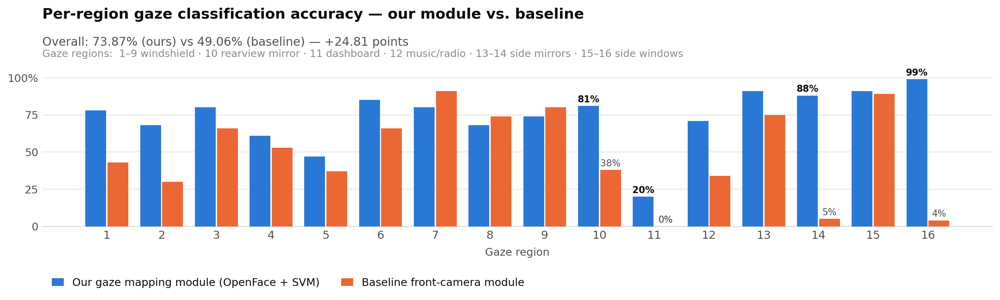 Per-region gaze classification accuracy — our module vs. baseline
Overall: 73.87% (ours) vs 49.06% (baseline) — +24.81 points
Gaze regions:  1–9 windshield · 10 rearview mirror · 11 dashboard · 12 music/radio · 13–14 side mirrors · 15–16 side windows
100%
75
50
25
0
81%
38%
20%
0%
88%
5%
99%
4%
1 2 3 4 5 6 7 8 9 10 11 12 13 14 15 16
Gaze region
Our gaze mapping module (OpenFace + SVM)
Baseline front-camera module